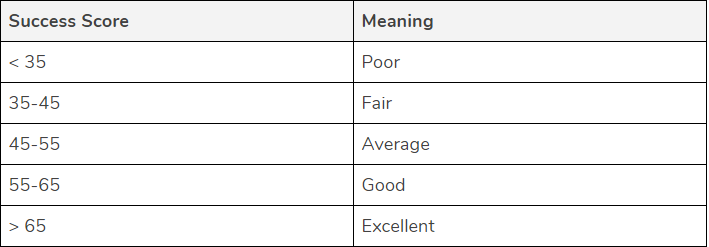 Success Score Meaning
< 35 Poor
35-45 Fair
45-55 Average
55-65 Good
> 65 Excellent